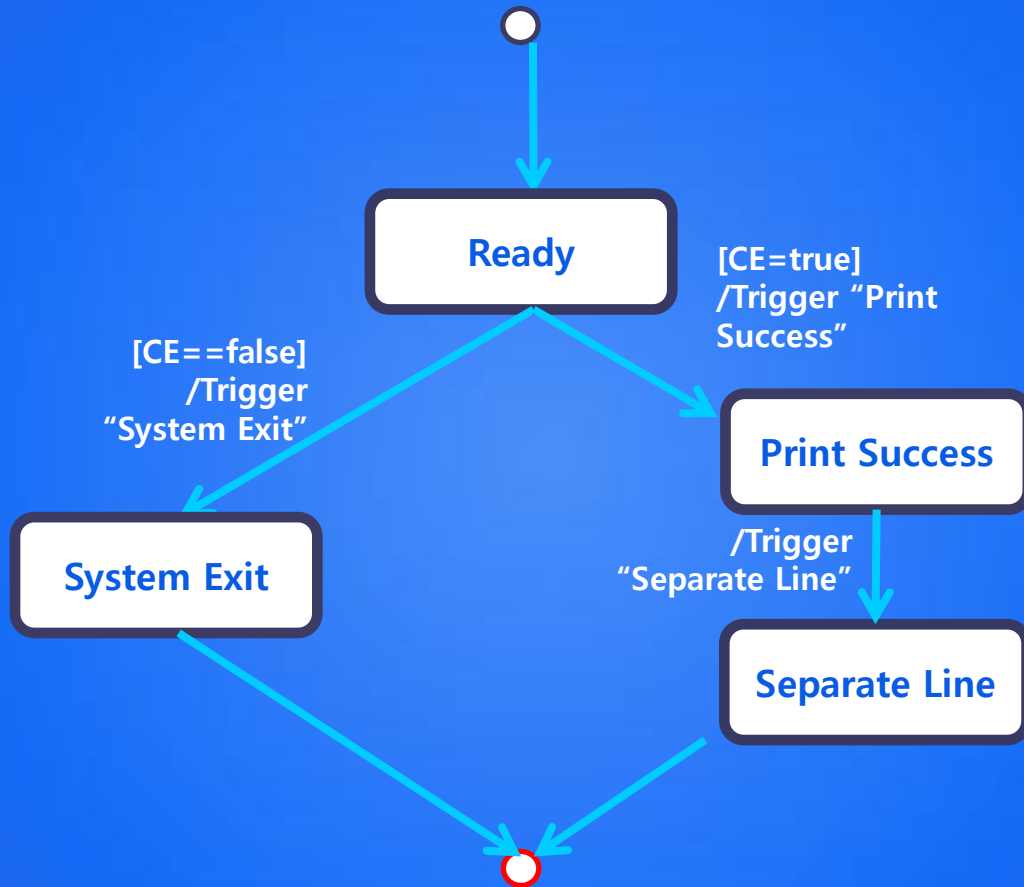 Ready
[CE=true]
/Trigger “Print
Success”
[CE==false]
/Trigger
“System Exit”
Print Success
/Trigger
“Separate Line”
System Exit
Separate Line